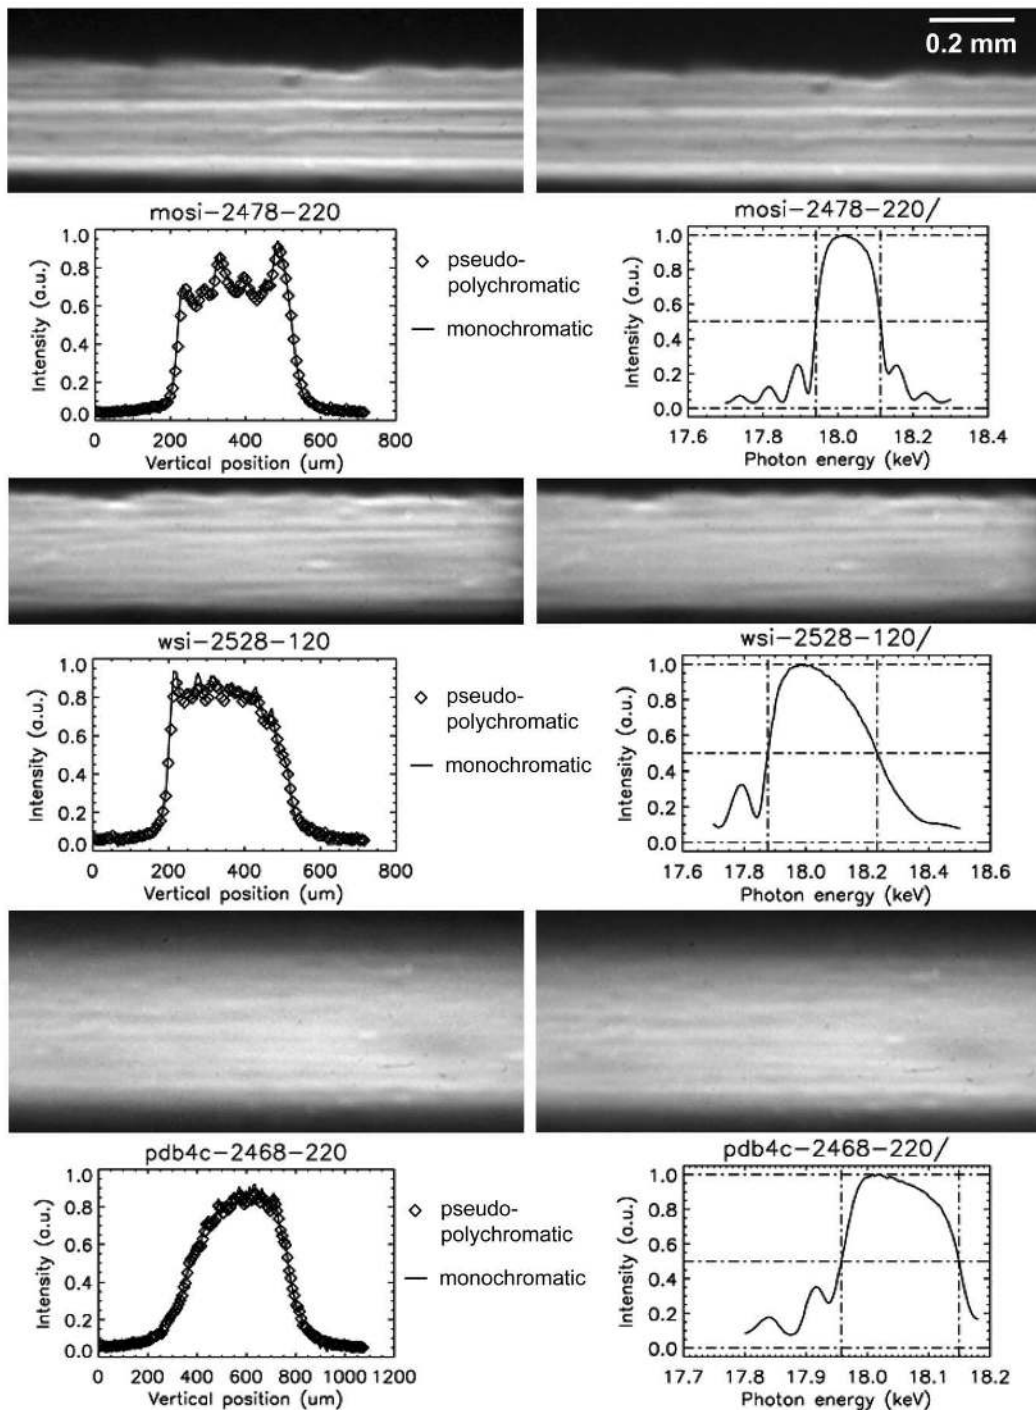 0.2 mm
mosi-2478-220
1.0
0.8
0.6
0.4
0.2
0.0
Intensity (a.u.)
0 200 400 600 800
Vertical position (um)
pseudo-
polychromatic
monochromatic
mosi-2478-220/
1.0
0.8
0.6
0.4
0.2
0.0
Intensity (a.u.)
17.6 17.8 18.0 18.2 18.4
Photon energy (keV)
wsi-2528-120
1.0
0.8
0.6
0.4
0.2
0.0
Intensity (a.u.)
0 200 400 600 800
Vertical position (um)
pseudo-
polychromatic
monochromatic
wsi-2528-120/
1.0
0.8
0.6
0.4
0.2
0.0
Intensity (a.u.)
17.6 17.8 18.0 18.2 18.4 18.6
Photon energy (keV)
pdb4c-2468-220
1.0
0.8
0.6
0.4
0.2
0.0
Intensity (a.u.)
0 200 400 600 800 1000 1200
Vertical position (um)
pseudo-
polychromatic
monochromatic
pdb4c-2468-220/
1.0
0.8
0.6
0.4
0.2
0.0
Intensity (a.u.)
17.7 17.8 17.9 18.0 18.1 18.2
Photon energy (keV)